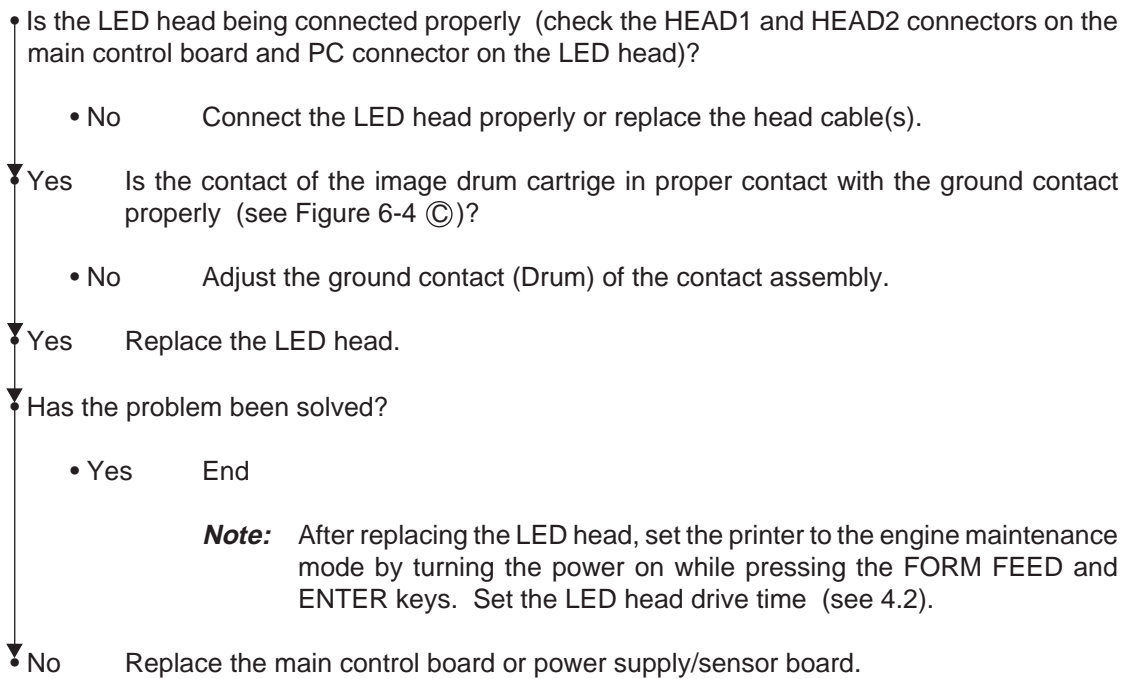 • Is the LED head being connected properly (check the HEAD1 and HEAD2 connectors on the
main control board and PC connector on the LED head)?
• No Connect the LED head properly or replace the head cable(s).
• Yes Is the contact of the image drum cartrige in proper contact with the ground contact
properly (see Figure 6-4 Ⓒ)?
• No Adjust the ground contact (Drum) of the contact assembly.
• Yes Replace the LED head.
• Has the problem been solved?
• Yes End
Note: After replacing the LED head, set the printer to the engine maintenance
mode by turning the power on while pressing the FORM FEED and
ENTER keys. Set the LED head drive time (see 4.2).
• No Replace the main control board or power supply/sensor board.